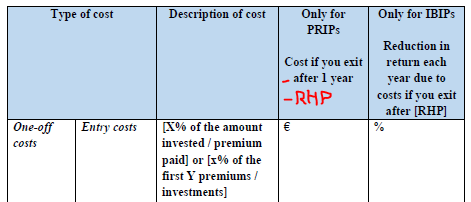 Type of cost
Description of cost
Only for
PRIPs
Cost if you exit
- after 1 year
- RHP
Only for IBIPs
Reduction in
return each
year due to
costs if you exit
after [RHP]
One-off
costs
Entry costs
[X% of the amount
invested / premium
paid] or [x% of the
first Y premiums /
investments]
€
%